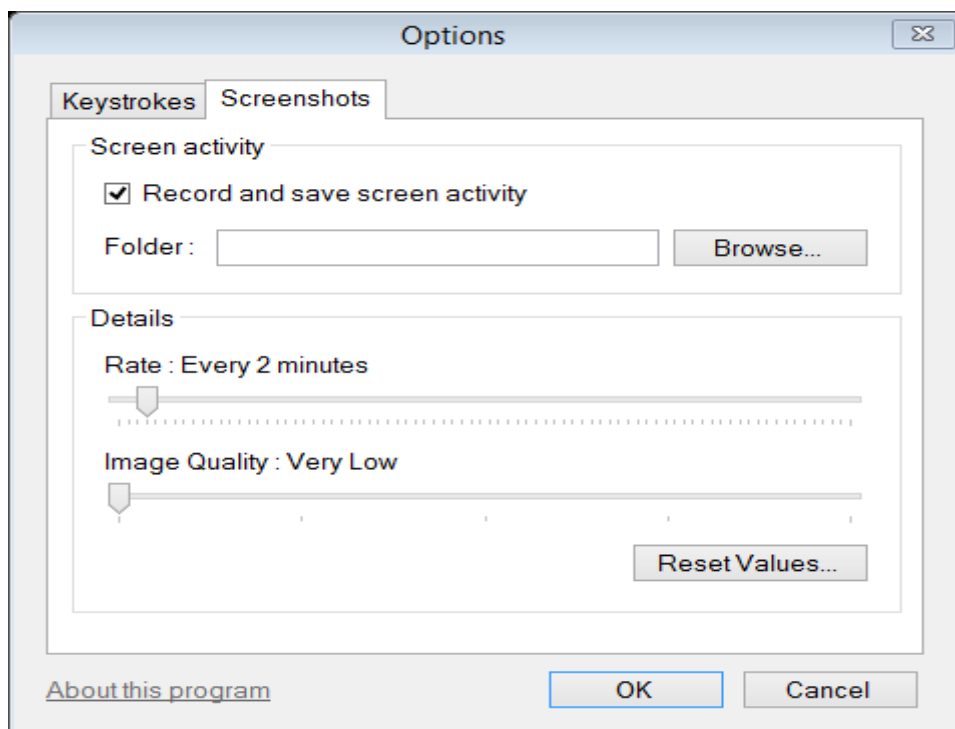 Options
Keystrokes Screenshots
Screen activity
Record and save screen activity
Folder : Browse...
Details
Rate : Every 2 minutes
Image Quality : Very Low
Reset Values...
About this program OK Cancel